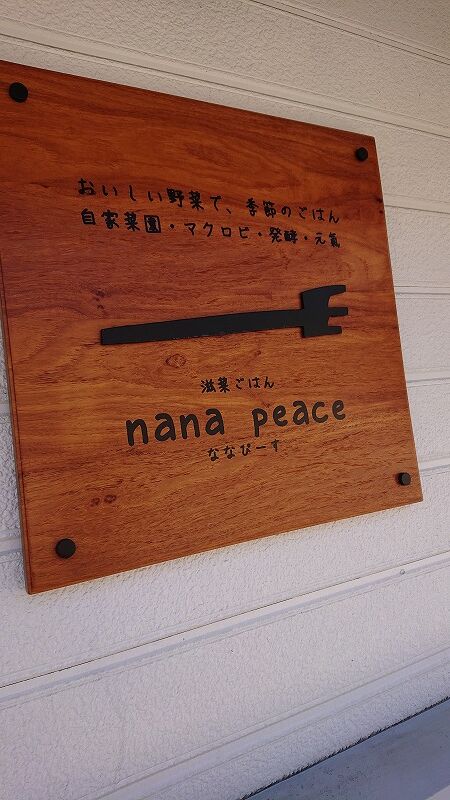 おいしい野菜で、季節のごはん
自家菜園・マクロビ・発酵・元氣
滋菜ごはん
nana peace
ななぴーす